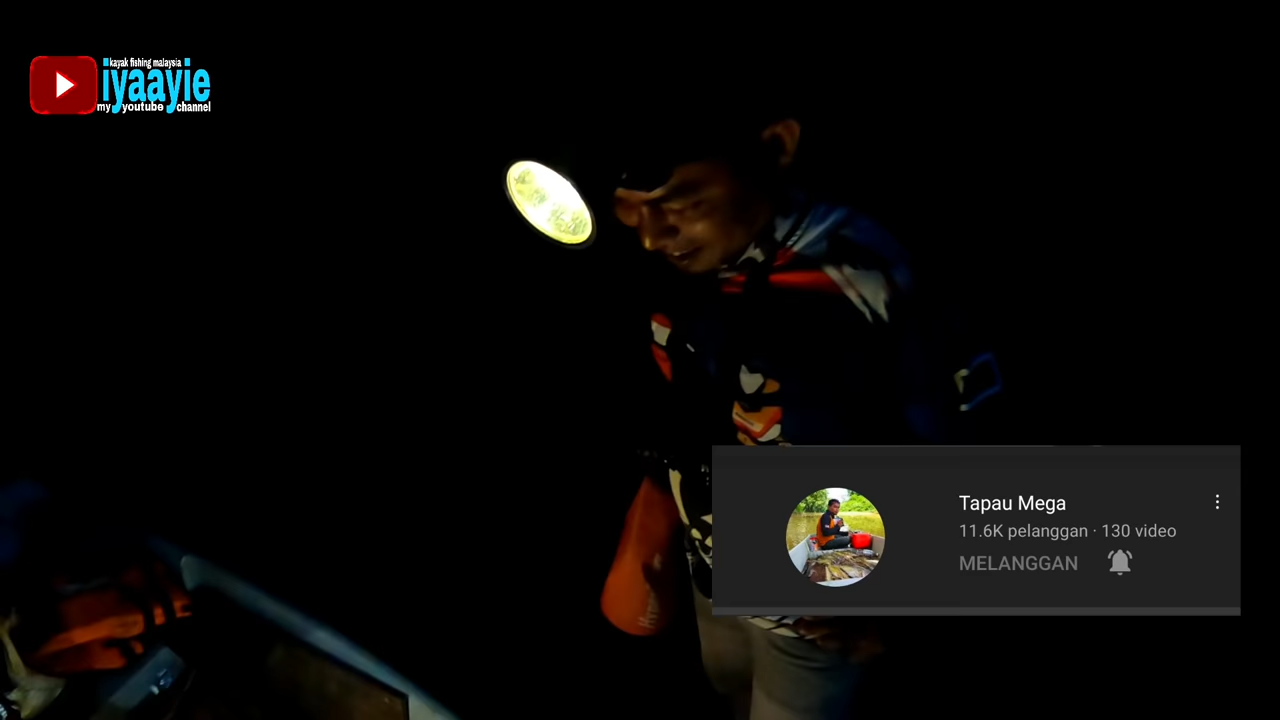 kayak fishing malaysia
iyaayie
my youtube channel
Tapau Mega
11.6K pelanggan · 130 video
MELANGGAN